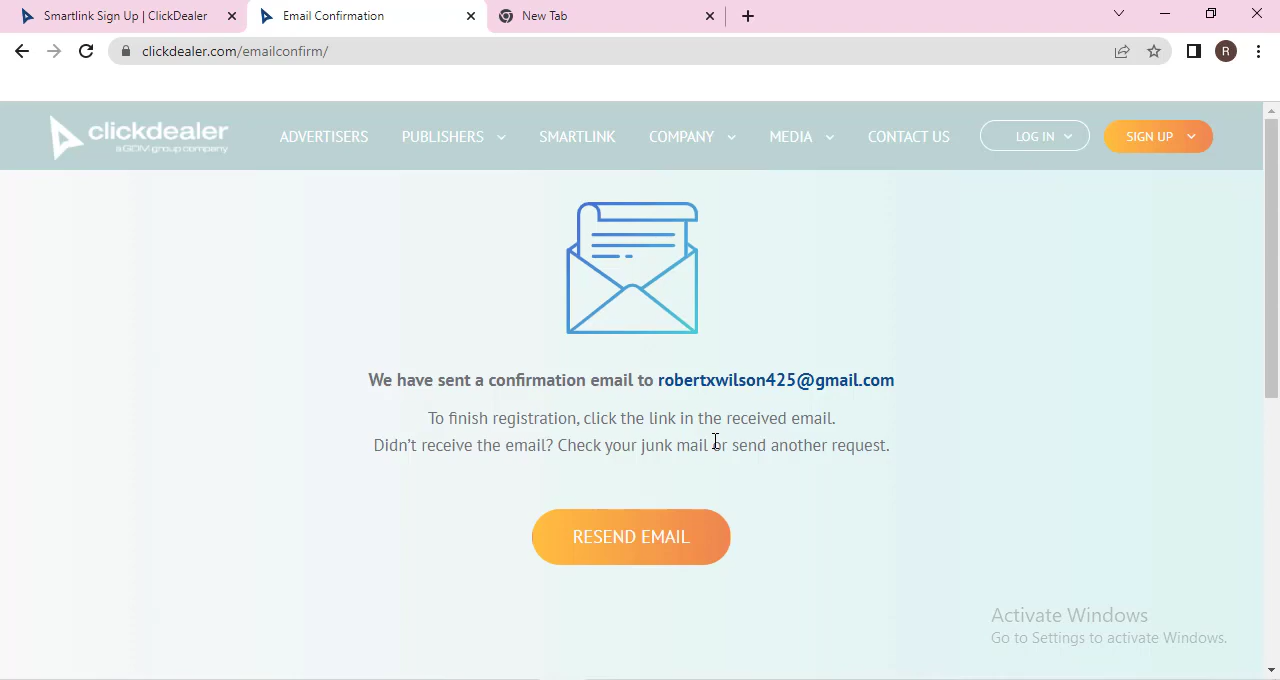 Smartlink Sign Up | ClickDealer
Email Confirmation
New Tab
clickdealer.com/emailconfirm/
R
clickdealer
a GDM group company
ADVERTISERS
PUBLISHERS
SMARTLINK
COMPANY
MEDIA
CONTACT US
LOG IN
SIGN UP
We have sent a confirmation email to robertxwilson425@gmail.com
To finish registration, click the link in the received email.
Didn't receive the email? Check your junk mail or send another request.
RESEND EMAIL
Activate Windows
Go to Settings to activate Windows.